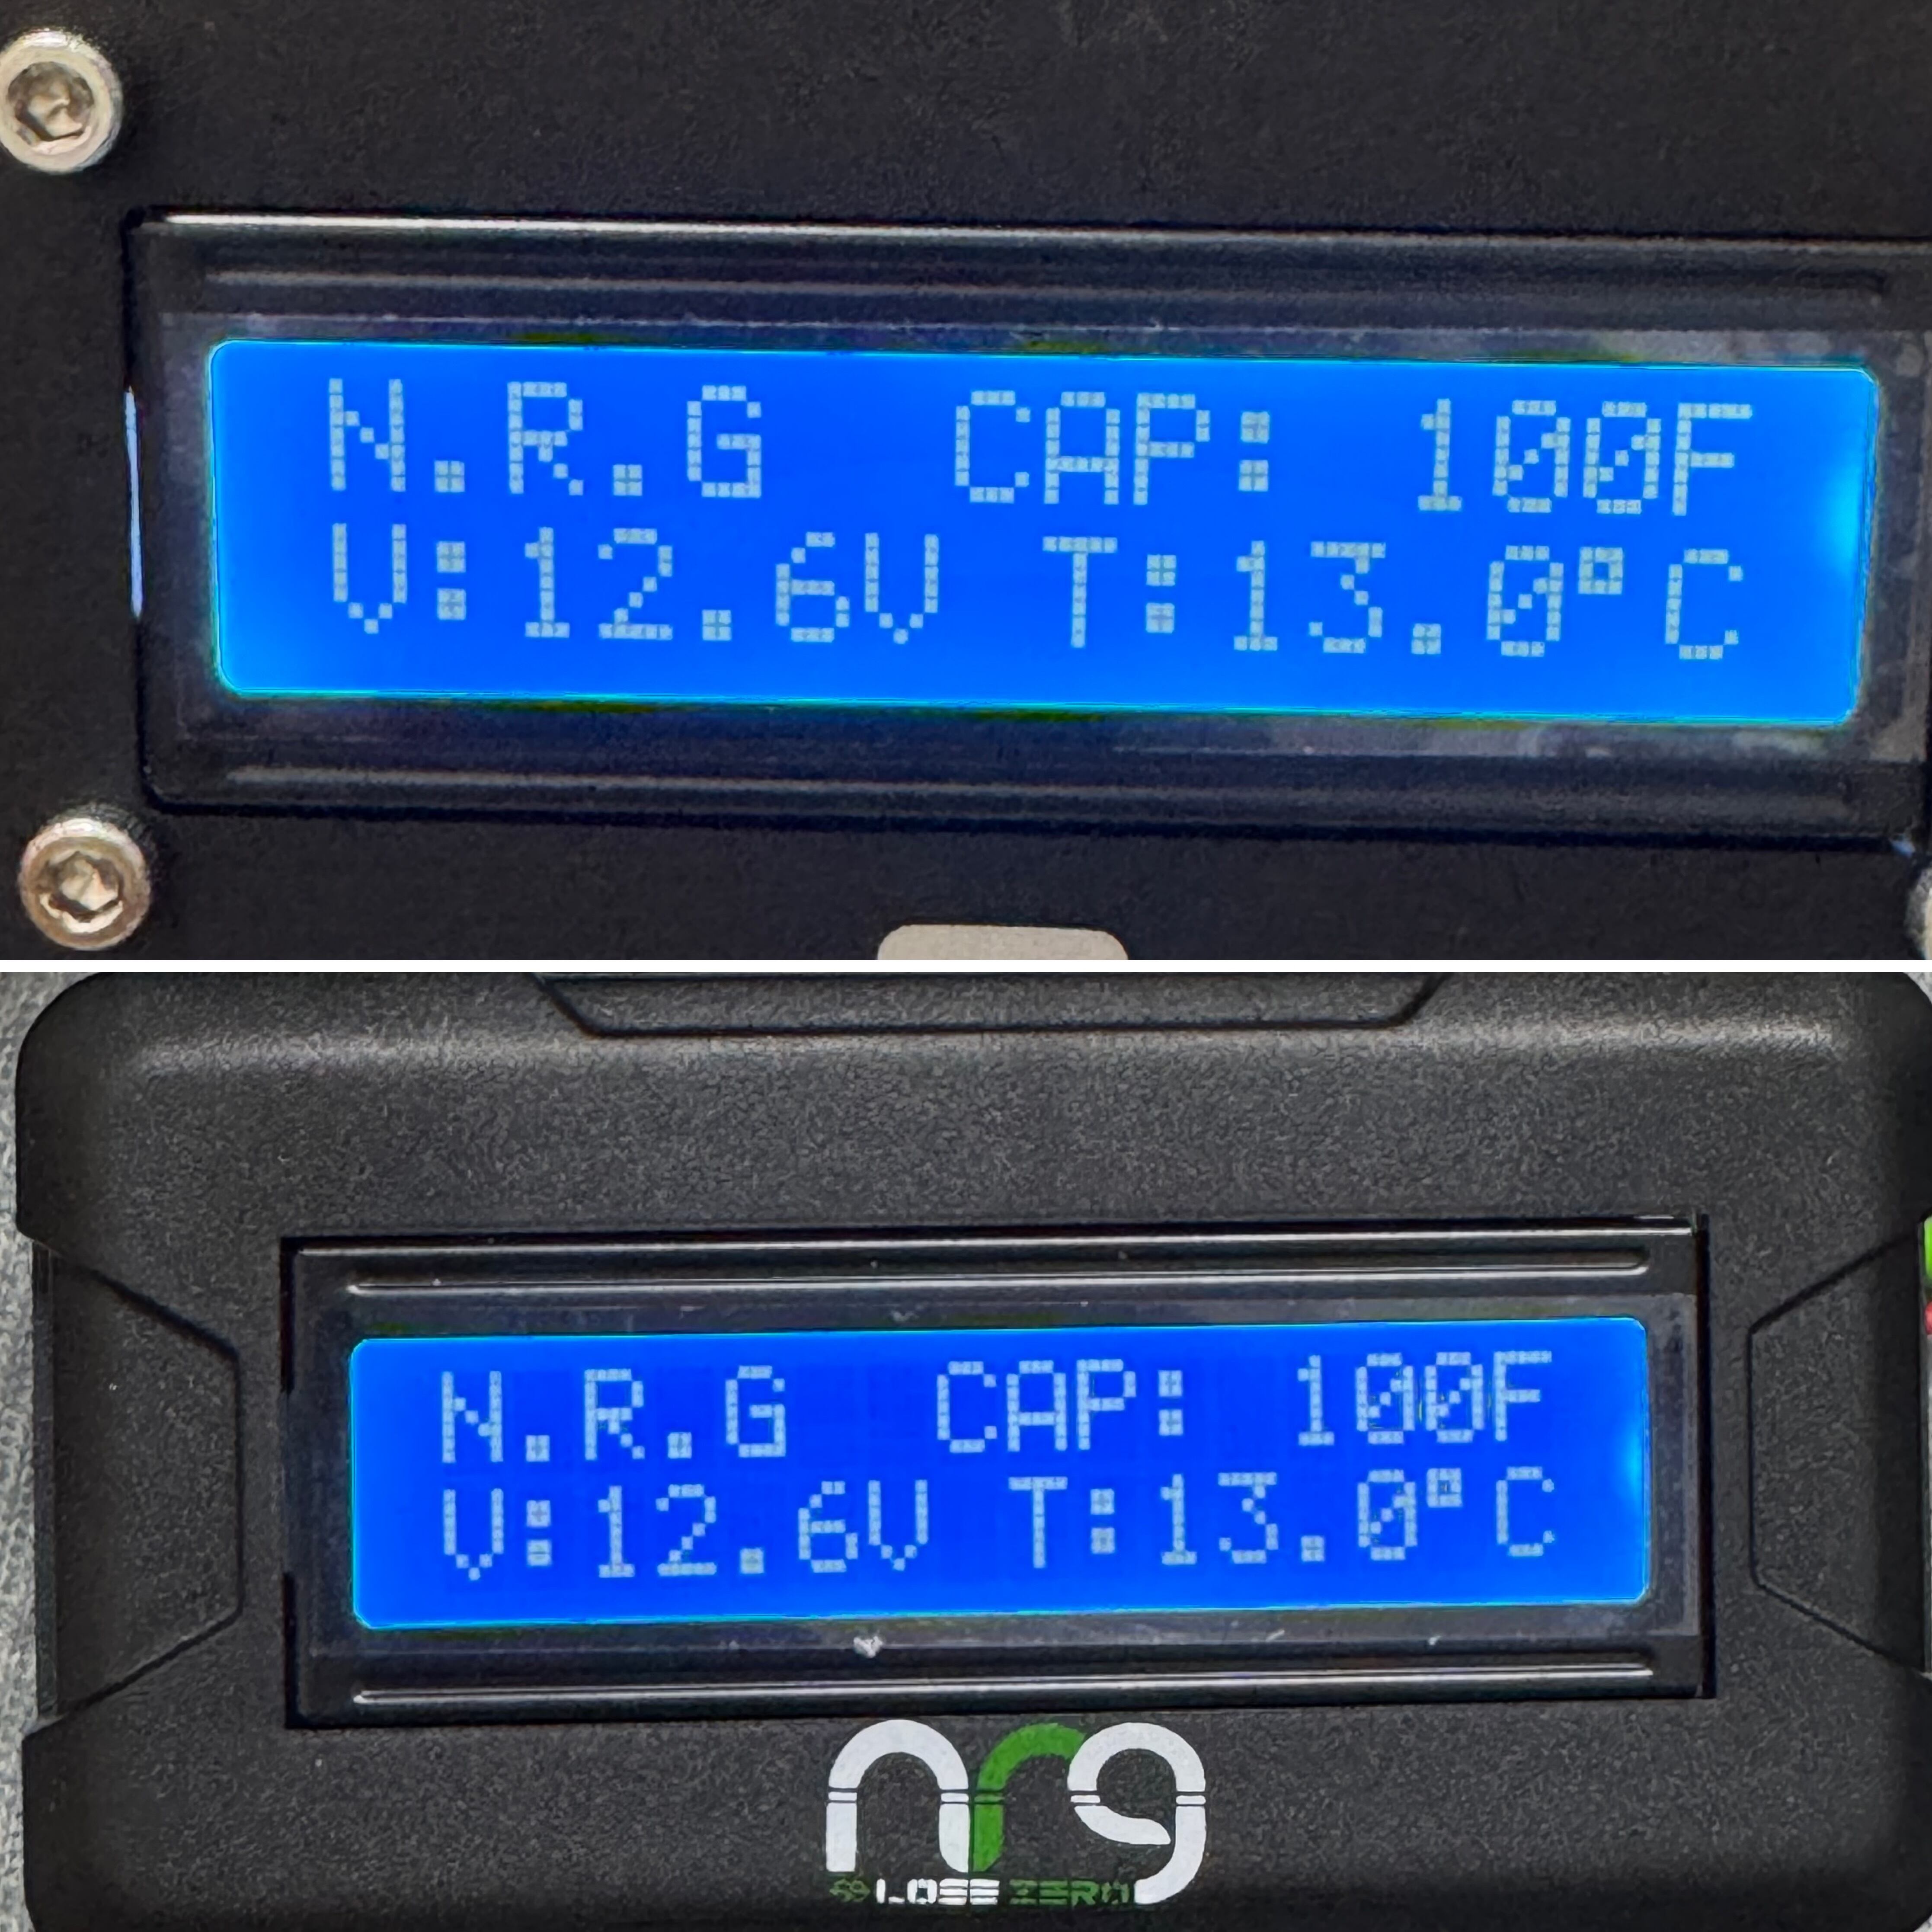 N.R.G CAP: 100F
V:12.6V T:13.0°C
N.R.G CAP: 100F
V:12.6V T:13.0°C
nrg
LOSE ZERO